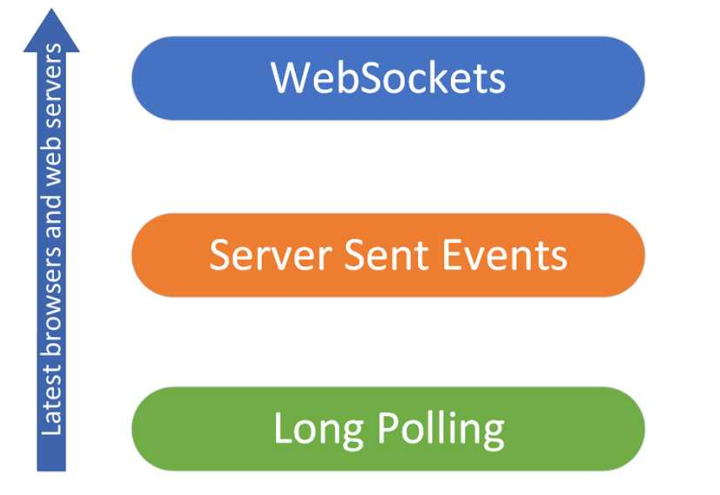 Latest browsers and web servers
WebSockets
Server Sent Events
Long Polling